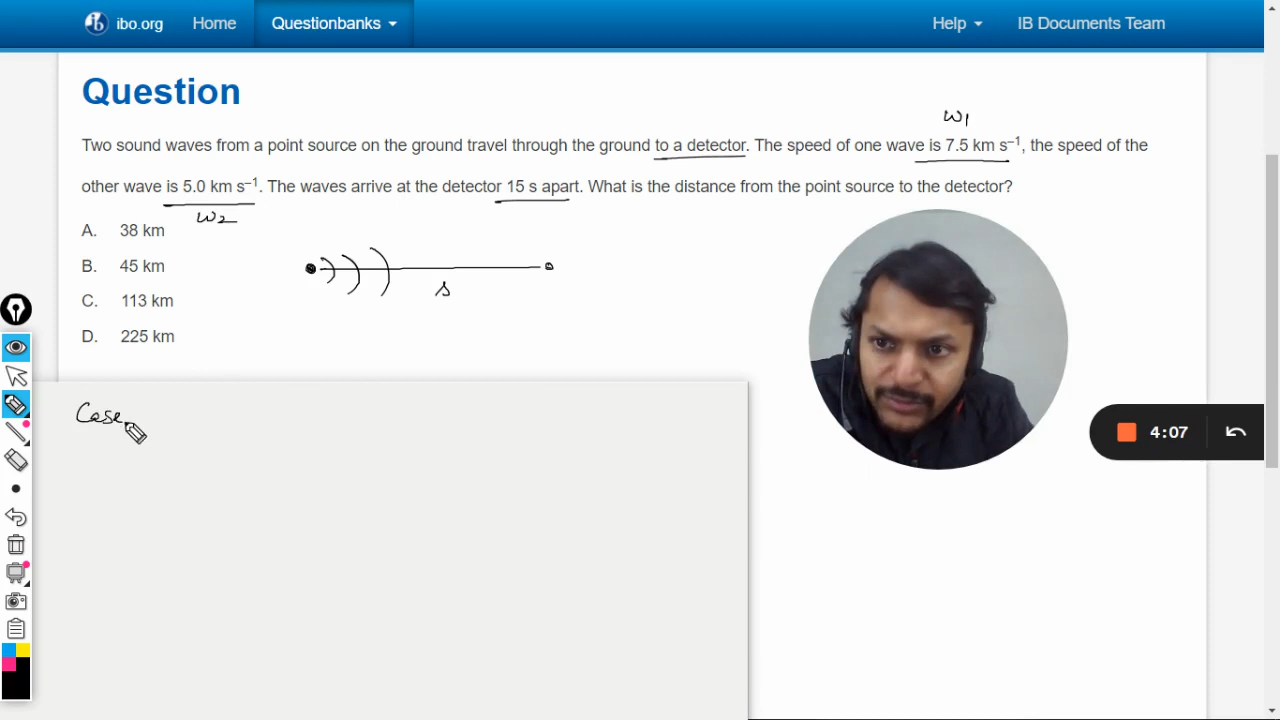 ibo.org Home Questionbanks Help IB Documents Team
Question
w1
Two sound waves from a point source on the ground travel through the ground to a detector. The speed of one wave is 7.5 km s⁻¹, the speed of the
other wave is 5.0 km s⁻¹. The waves arrive at the detector 15 s apart. What is the distance from the point source to the detector?
w2
A. 38 km
B. 45 km
s
C. 113 km
D. 225 km
Case
4:07